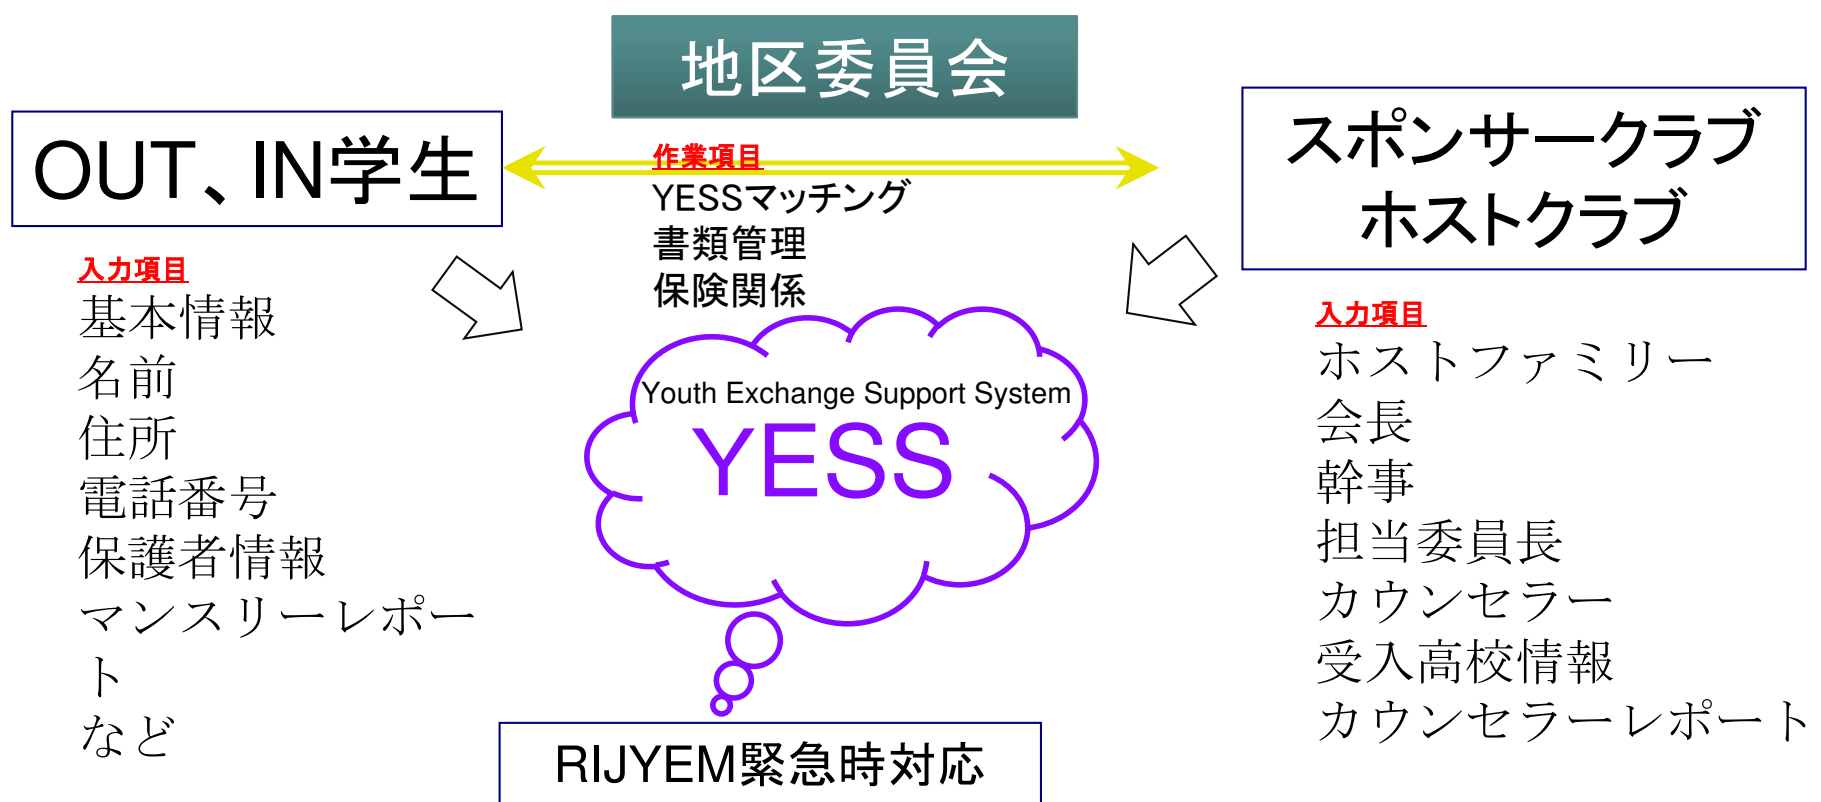 地区委員会
OUT、IN学生
スポンサークラブ
ホストクラブ
作業項目
YESSマッチング
書類管理
保険関係
入力項目
基本情報
名前
住所
電話番号
保護者情報
マンスリーレポー
ト
など
Youth Exchange Support System
YESS
入力項目
ホストファミリー
会長
幹事
担当委員長
カウンセラー
受入高校情報
カウンセラーレポート
RIJYEM緊急時対応